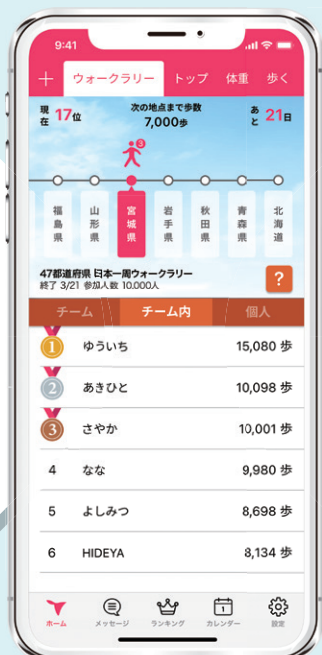 9:41
+ ウォークラリー トップ 体重 歩く
現在 17位
次の地点まで歩数
7,000歩
あと 21日
3
福島県
山形県
宮城県
岩手県
秋田県
青森県
北海道
47都道府県 日本一周ウォークラリー
終了 3/21 参加人数 10.000人
?
チーム チーム内 個人
1 ゆういち 15,080 歩
2 あきひと 10,098 歩
3 さやか 10,001 歩
4 なな 9,980 歩
5 よしみつ 8,698 歩
6 HIDEYA 8,134 歩
1
ホーム メッセージ ランキング カレンダー 設定